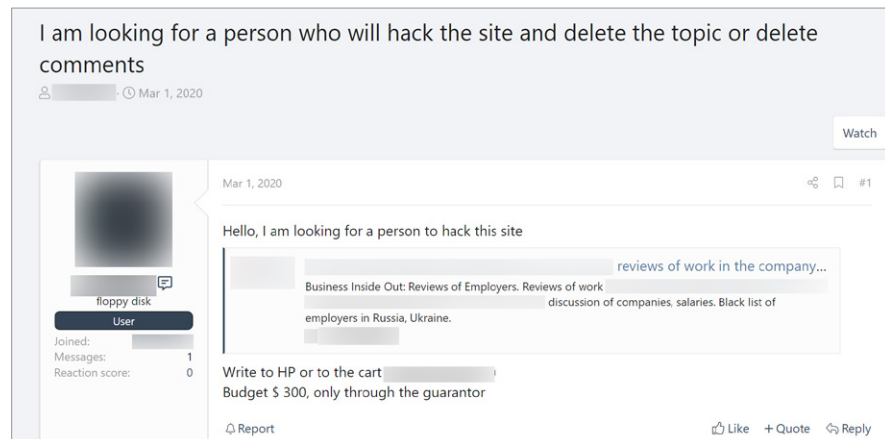 I am looking for a person who will hack the site and delete the topic or delete
comments
Mar 1, 2020
Watch
Mar 1, 2020
#1
Hello, I am looking for a person to hack this site
reviews of work in the company...
Business Inside Out: Reviews of Employers. Reviews of work
discussion of companies, salaries. Black list of
employers in Russia, Ukraine.
floppy disk
User
Joined:
Messages: 1
Reaction score: 0
Write to HP or to the cart
Budget $ 300, only through the guarantor
Report
Like + Quote Reply